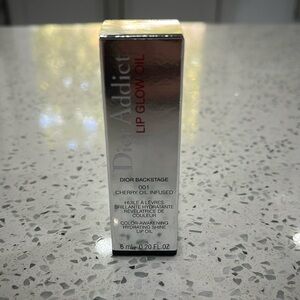 Dior Addict
LIP GLOW OIL
DIOR BACKSTAGE
001
CHERRY OIL INFUSED
HUILE À LÈVRES
BRILLANTE HYDRATANTE
RÉVÉLATRICE DE
COULEUR
COLOR-AWAKENING
HYDRATING SHINE
LIP OIL
6 mL 0.20 FL.OZ